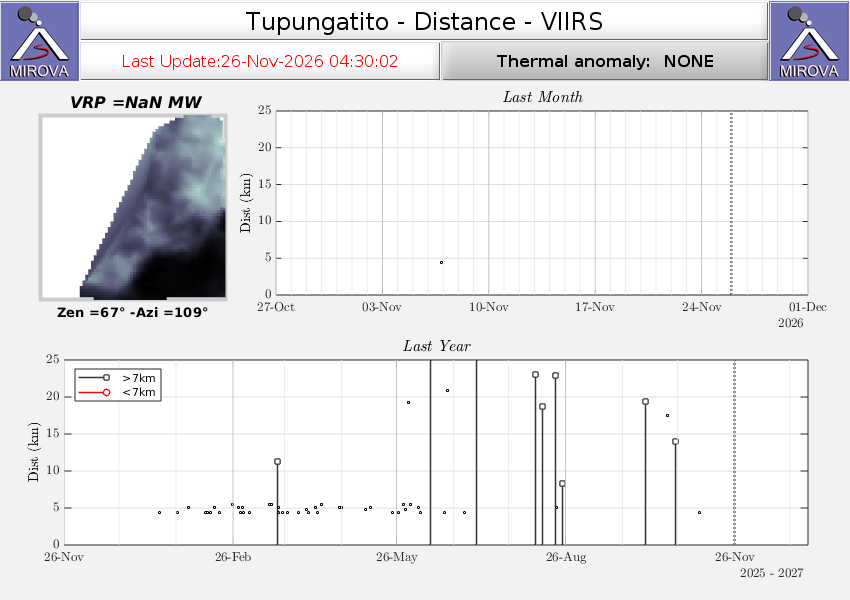 Tupungatito - Distance - VIIRS
MIROVA
Last Update:26-Nov-2026 04:30:02
Thermal anomaly: NONE
MIROVA
VRP =NaN MW
Zen =67° -Azi =109°
Last Month
Dist (km)
25
20
15
10
5
0
27-Oct
03-Nov
10-Nov
17-Nov
24-Nov
01-Dec
2026
Last Year
Dist (km)
25
20
15
10
5
0
>7km
<7km
26-Nov
26-Feb
26-May
26-Aug
26-Nov
2025 - 2027